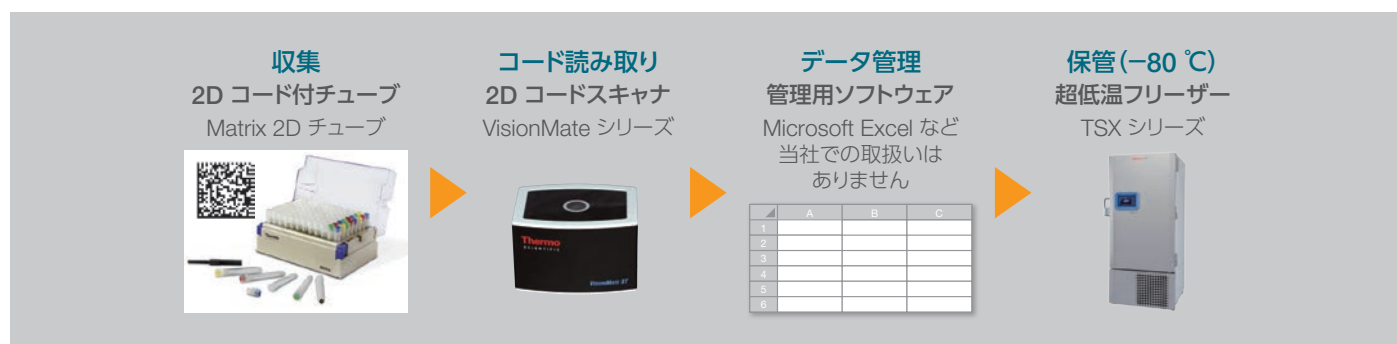 収集
2D コード付チューブ
Matrix 2D チューブ
コード読み取り
2D コードスキャナ
VisionMate シリーズ
Thermo
SCIENTIFIC
VisionMate ST
データ管理
管理用ソフトウェア
Microsoft Excel など
当社での取扱いは
ありません
A B C
1
2
3
4
5
6
保管(−80 ℃)
超低温フリーザー
TSX シリーズ